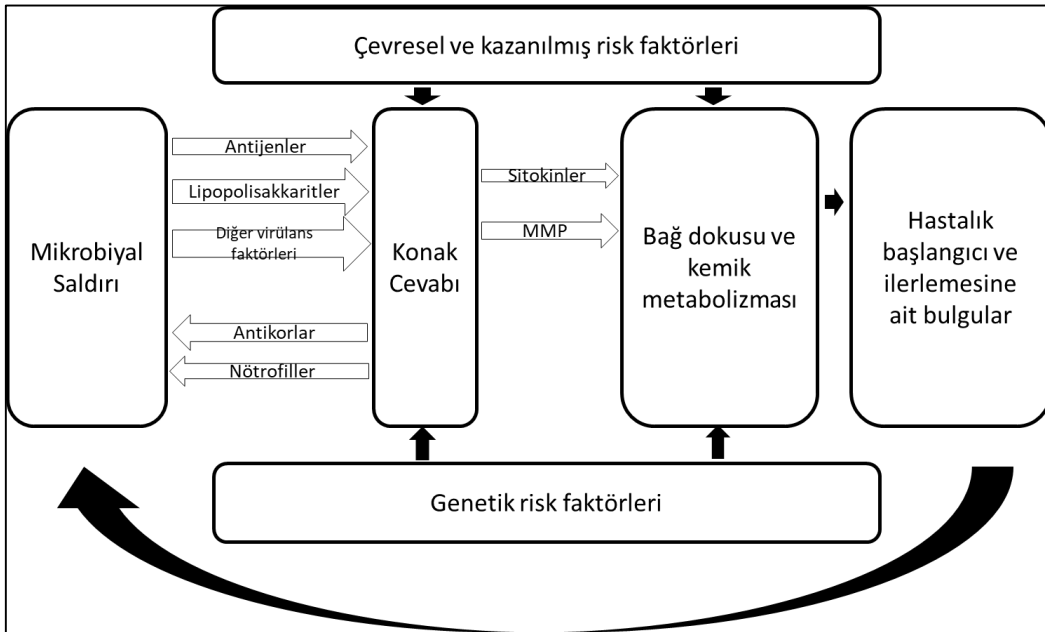 Çevresel ve kazanılmış risk faktörleri
Mikrobiyal
Saldırı
Antijenler
Lipopolisakkaritler
Diğer virülans
faktörleri
Antikorlar
Nötrofiller
Konak
Cevabı
Sitokinler
MMP
Bağ dokusu ve
kemik
metabolizması
Hastalık
başlangıcı ve
ilerlemesine
ait bulgular
Genetik risk faktörleri